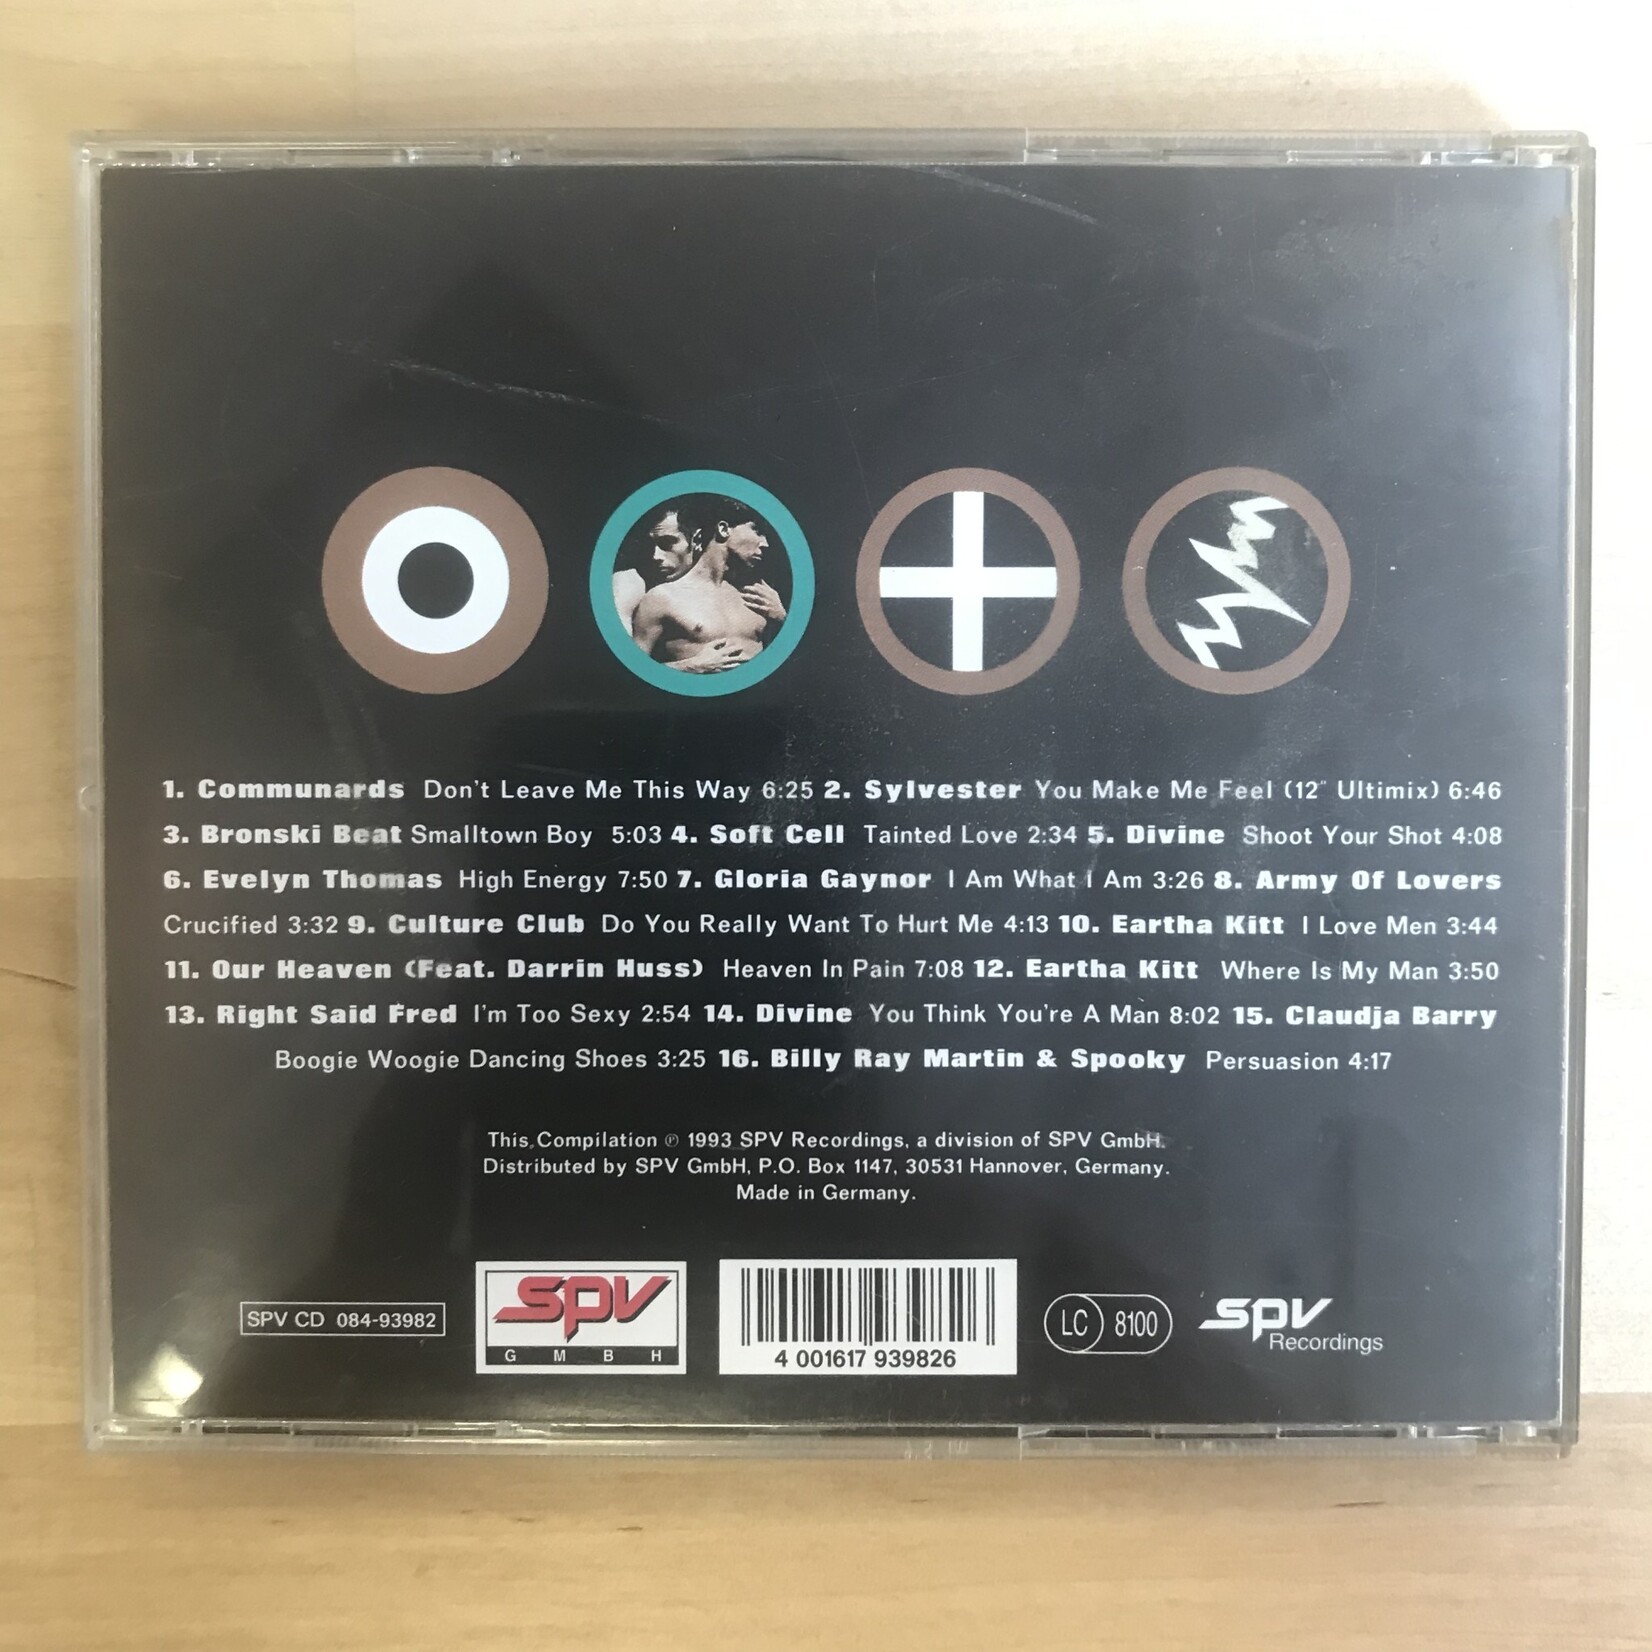 1. Communards Don't Leave Me This Way 6:25 2. Sylvester You Make Me Feel (12" Ultimix) 6:46
3. Bronski Beat Smalltown Boy 5:03 4. Soft Cell Tainted Love 2:34 5. Divine Shoot Your Shot 4:08
6. Evelyn Thomas High Energy 7:50 7. Gloria Gaynor I Am What I Am 3:26 8. Army Of Lovers
Crucified 3:32 9. Culture Club Do You Really Want To Hurt Me 4:13 10. Eartha Kitt I Love Men 3:44
11. Our Heaven (Feat. Darrin Huss) Heaven In Pain 7:08 12. Eartha Kitt Where Is My Man 3:50
13. Right Said Fred I'm Too Sexy 2:54 14. Divine You Think You're A Man 8:02 15. Claudja Barry
Boogie Woogie Dancing Shoes 3:25 16. Billy Ray Martin & Spooky Persuasion 4:17
This Compilation ℗ 1993 SPV Recordings, a division of SPV GmbH.
Distributed by SPV GmbH, P.O. Box 1147, 30531 Hannover, Germany.
Made in Germany.
SPV CD 084-93982
spv
GMBH
4 001617 939826
LC 8100
spv
Recordings